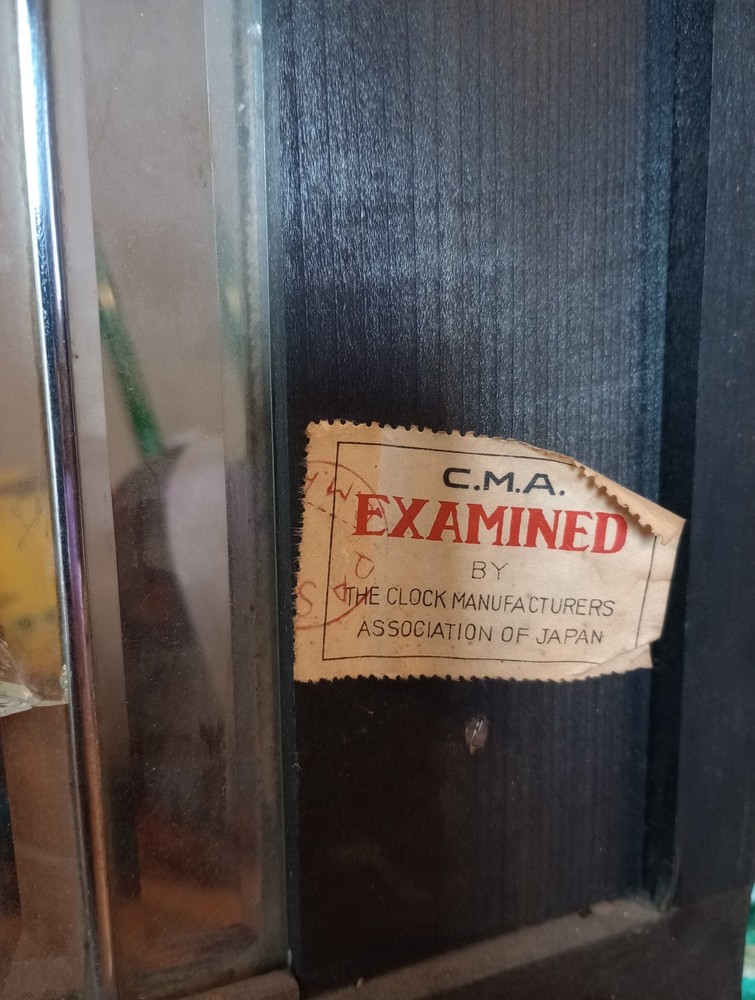 C.M.A.
EXAMINED
BY
THE CLOCK MANUFACTURERS
ASSOCIATION OF JAPAN